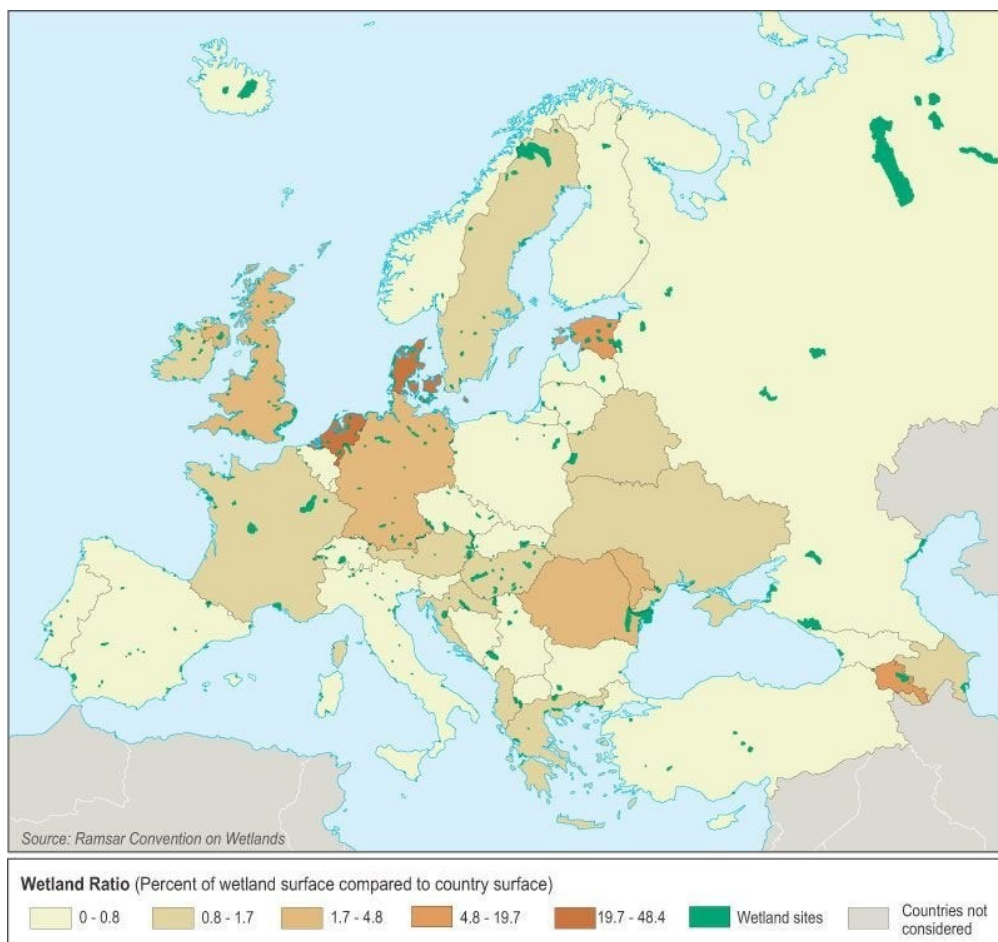 Source: Ramsar Convention on Wetlands
Wetland Ratio (Percent of wetland surface compared to country surface)
0 - 0.8
0.8 - 1.7
1.7 - 4.8
4.8 - 19.7
19.7 - 48.4
Wetland sites
Countries not
considered